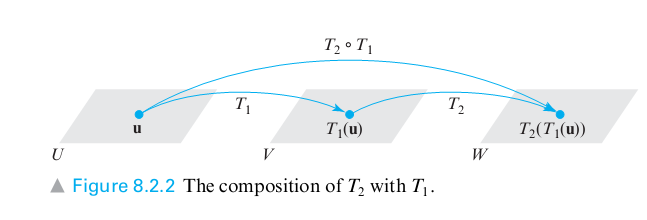 T₂ ∘ T₁
T₁ T₂
u T₁(u) T₂(T₁(u))
U V W
▲ Figure 8.2.2 The composition of T₂ with T₁.